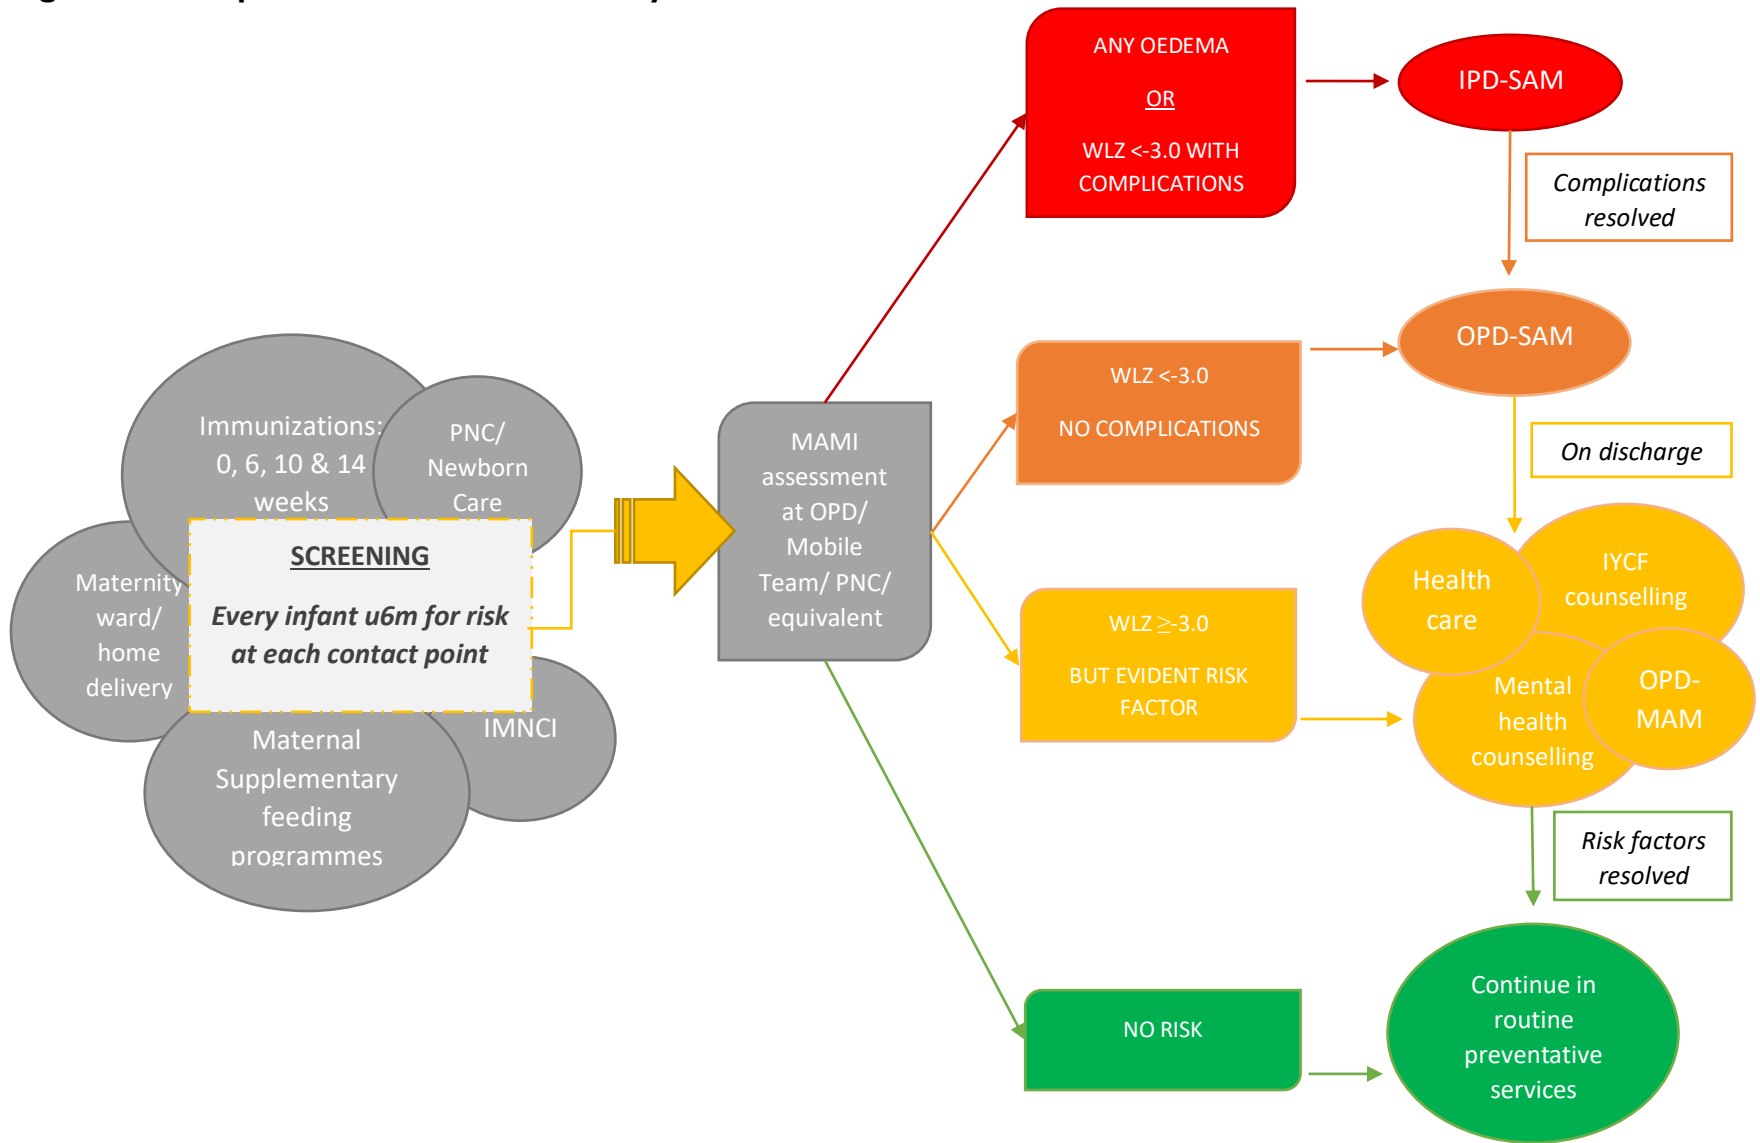 ANY OEDEMA
OR
WLZ <-3.0 WITH
COMPLICATIONS
IPD-SAM
Complications
resolved
OPD-SAM
WLZ <-3.0
NO COMPLICATIONS
On discharge
Immunizations:
0, 6, 10 & 14
weeks
PNC/
Newborn
Care
Maternity
ward/
home
delivery
SCREENING
Every infant u6m for risk
at each contact point
IMNCI
Maternal
Supplementary
feeding
programmes
MAMI
assessment
at OPD/
Mobile
Team/ PNC/
equivalent
WLZ ≥-3.0
BUT EVIDENT RISK
FACTOR
Health
care
IYCF
counselling
Mental
health
counselling
OPD-
MAM
Risk factors
resolved
NO RISK
Continue in
routine
preventative
services